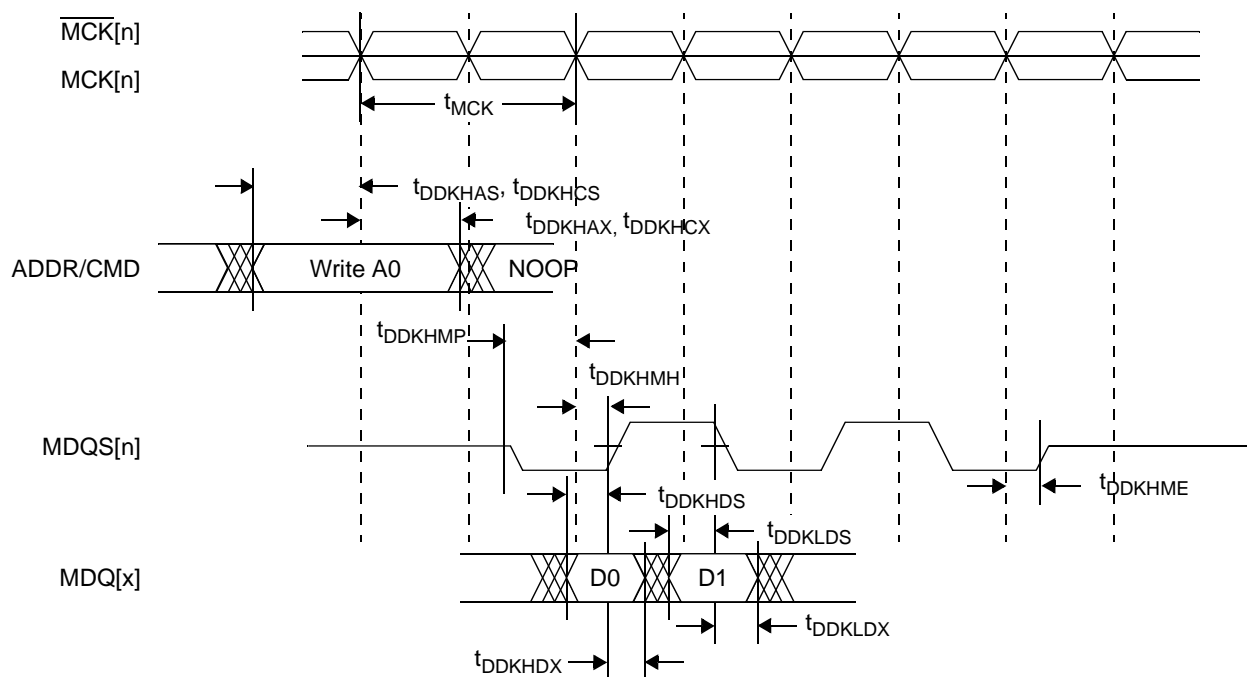 MCK[n]
MCK[n]
tMCK
tDDKHAS, tDDKHCS
tDDKHAX, tDDKHCX
ADDR/CMD
Write A0
NOOP
tDDKHMP
tDDKHMH
MDQS[n]
tDDKHME
tDDKHDS
tDDKLDS
MDQ[x]
D0
D1
tDDKLDX
tDDKHDX